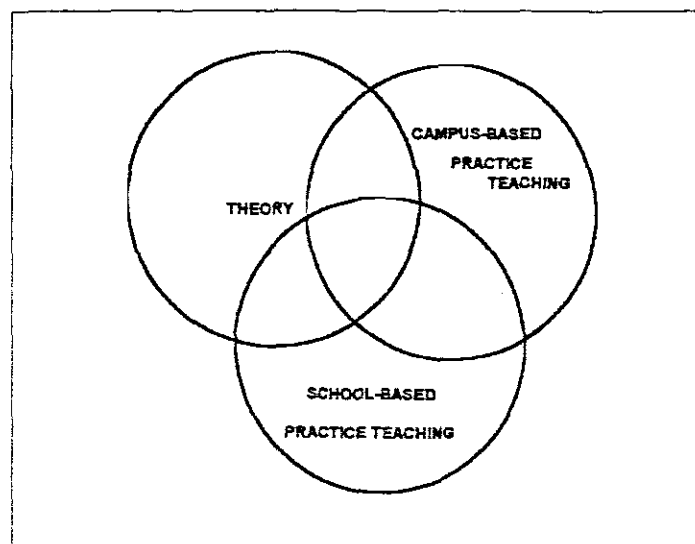 CAMPUS-BASED
PRACTICE
TEACHING
THEORY
SCHOOL-BASED
PRACTICE TEACHING